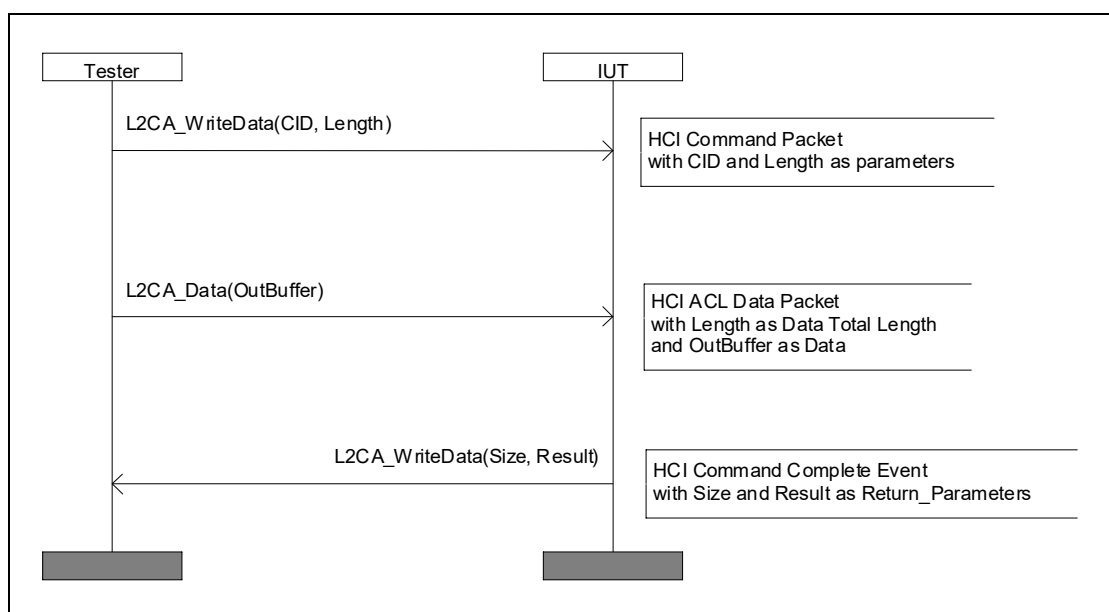 Tester
IUT
L2CA_WriteData(CID, Length)
HCI Command Packet
with CID and Length as parameters
L2CA_Data(OutBuffer)
HCI ACL Data Packet
with Length as Data Total Length
and OutBuffer as Data
L2CA_WriteData(Size, Result)
HCI Command Complete Event
with Size and Result as Return_Parameters